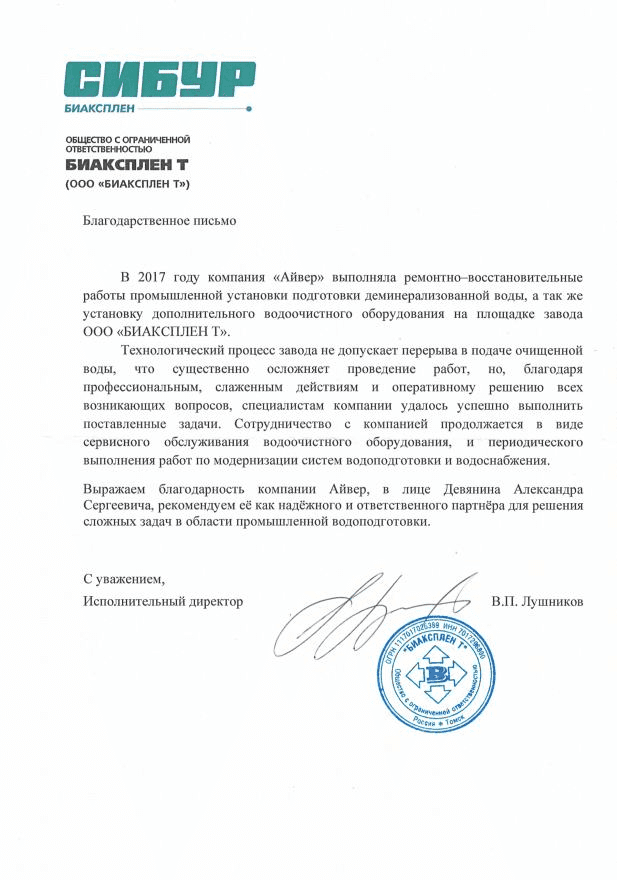 СИБУР
БИАКСПЛЕН
ОБЩЕСТВО С ОГРАНИЧЕННОЙ
ОТВЕТСТВЕННОСТЬЮ
БИАКСПЛЕН Т
(ООО «БИАКСПЛЕН Т»)
Благодарственное письмо
В 2017 году компания «Айвер» выполняла ремонтно–восстановительные
работы промышленной установки подготовки деминерализованной воды, а так же
установку дополнительного водоочистного оборудования на площадке завода
ООО «БИАКСПЛЕН Т».
Технологический процесс завода не допускает перерыва в подаче очищенной
воды, что существенно осложняет проведение работ, но, благодаря
профессиональным, слаженным действиям и оперативному решению всех
возникающих вопросов, специалистам компании удалось успешно выполнить
поставленные задачи. Сотрудничество с компанией продолжается в виде
сервисного обслуживания водоочистного оборудования, и периодического
выполнения работ по модернизации систем водоподготовки и водоснабжения.
Выражаем благодарность компании Айвер, в лице Девянина Александра
Сергеевича, рекомендуем её как надёжного и ответственного партнёра для решения
сложных задач в области промышленной водоподготовки.
С уважением,
Исполнительный директор В.П. Лушников
ОГРН ИНН
"БИАКСПЛЕН Т"
В
Общество с ограниченной ответственностью
Россия * Томск